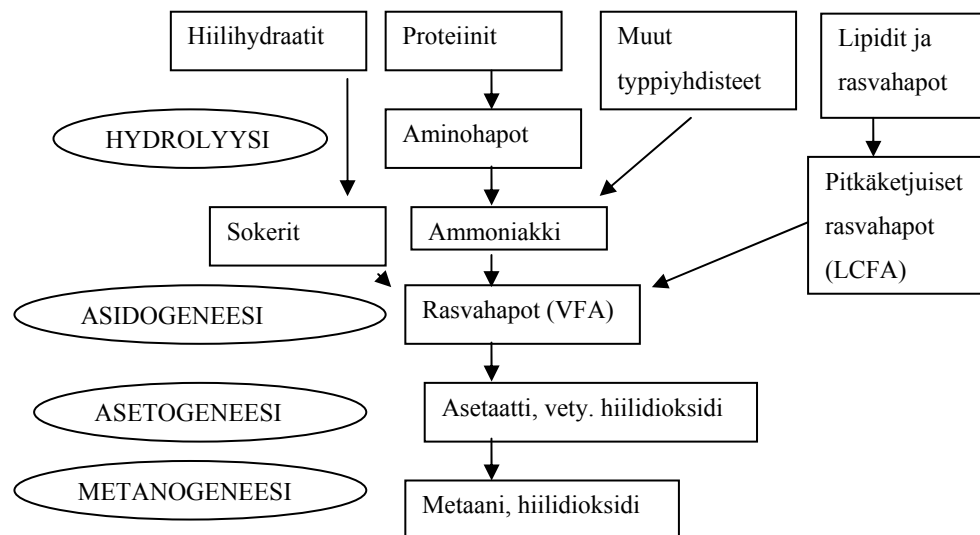 Hiilihydraatit
Proteiinit
Muut
typpiyhdisteet
Lipidit ja
rasvahapot
HYDROLYYSI
Aminohapot
Pitkäketjuiset
rasvahapot
(LCFA)
Sokerit
Ammoniakki
ASIDOGENEESI
Rasvahapot (VFA)
ASETOGENEESI
Asetaatti, vety. hiilidioksidi
METANOGENEESI
Metaani, hiilidioksidi